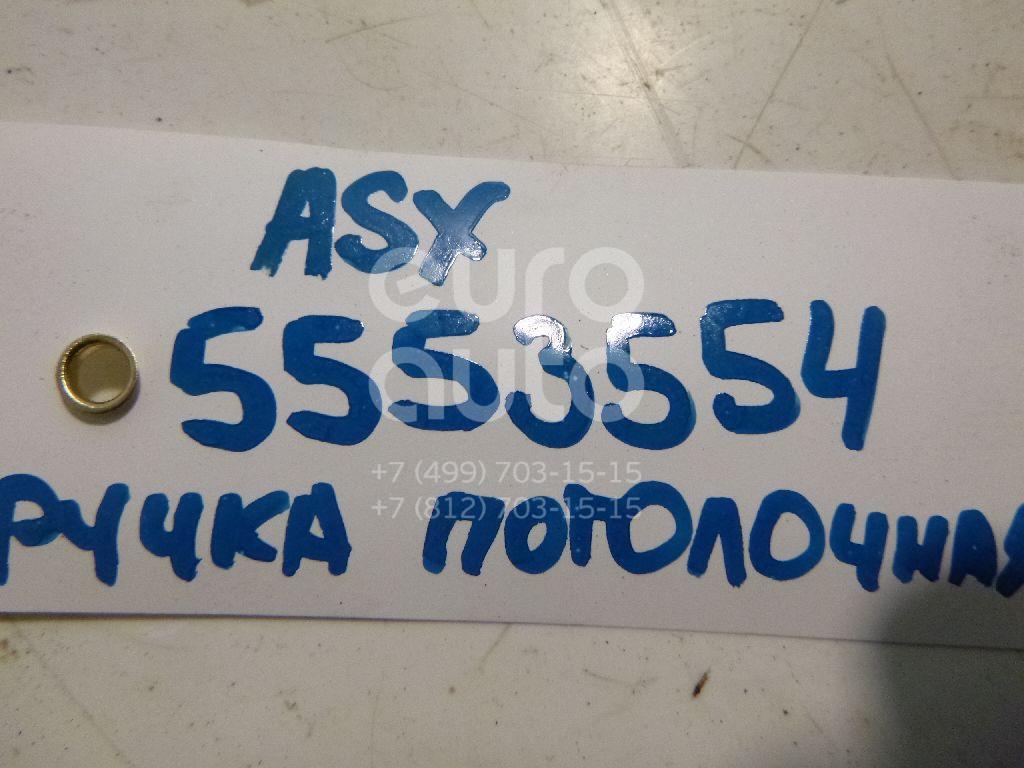 ASX
5553554
РУЧКА ПОТОЛОЧНАЯ
euro
auto
+7 (499) 703-15-15
+7 (812) 703-15-15